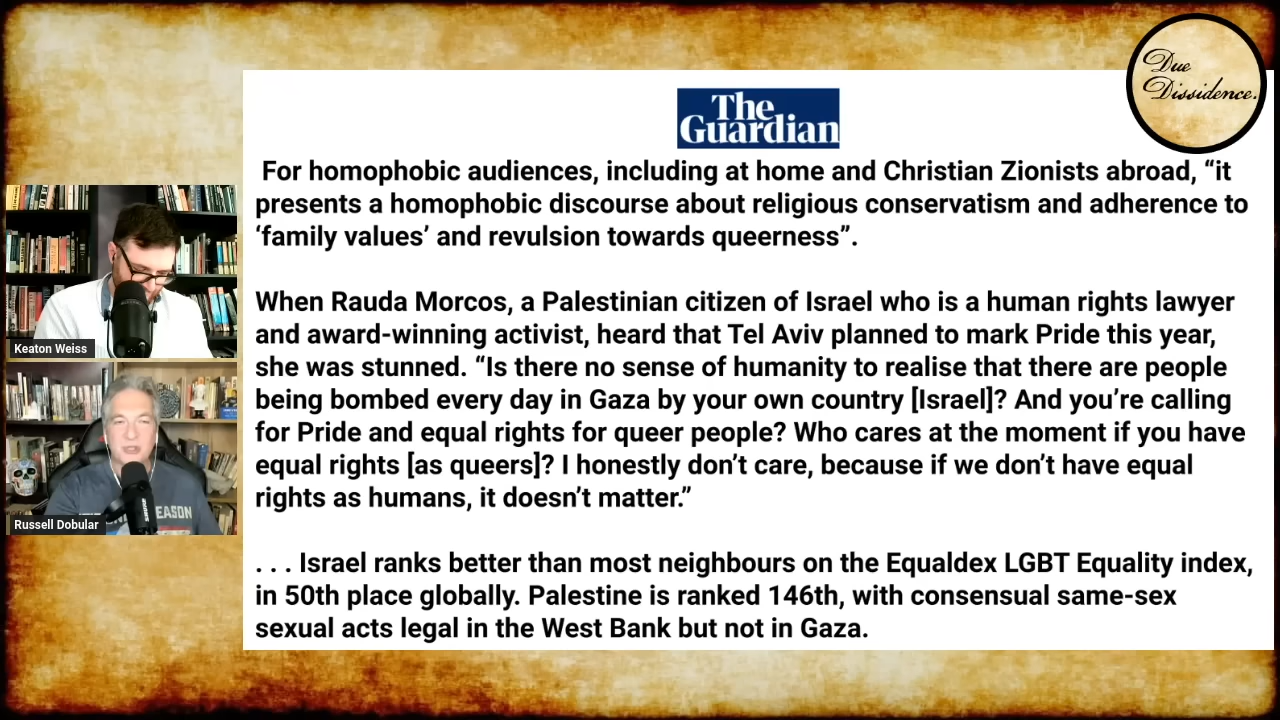 Due
Dissidence.
The
Guardian
For homophobic audiences, including at home and Christian Zionists abroad, “it
presents a homophobic discourse about religious conservatism and adherence to
‘family values’ and revulsion towards queerness”.
When Rauda Morcos, a Palestinian citizen of Israel who is a human rights lawyer
and award-winning activist, heard that Tel Aviv planned to mark Pride this year,
she was stunned. “Is there no sense of humanity to realise that there are people
being bombed every day in Gaza by your own country [Israel]? And you’re calling
for Pride and equal rights for queer people? Who cares at the moment if you have
equal rights [as queers]? I honestly don’t care, because if we don’t have equal
rights as humans, it doesn’t matter.”
. . . Israel ranks better than most neighbours on the Equaldex LGBT Equality index,
in 50th place globally. Palestine is ranked 146th, with consensual same-sex
sexual acts legal in the West Bank but not in Gaza.
Keaton Weiss
Russell Dobular